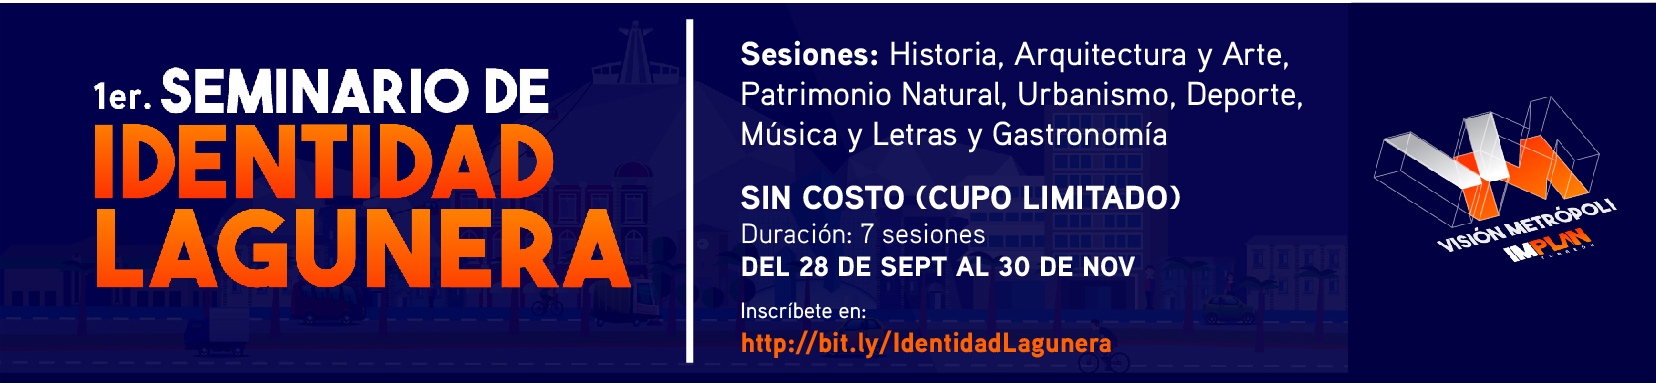 1er. SEMINARIO DE
IDENTIDAD
LAGUNERA
Sesiones: Historia, Arquitectura y Arte,
Patrimonio Natural, Urbanismo, Deporte,
Música y Letras y Gastronomía
SIN COSTO (CUPO LIMITADO)
Duración: 7 sesiones
DEL 28 DE SEPT AL 30 DE NOV
Inscríbete en:
http://bit.ly/IdentidadLagunera
VM
VISIÓN METRÓPOLI
IMPLAN
TORREÓN